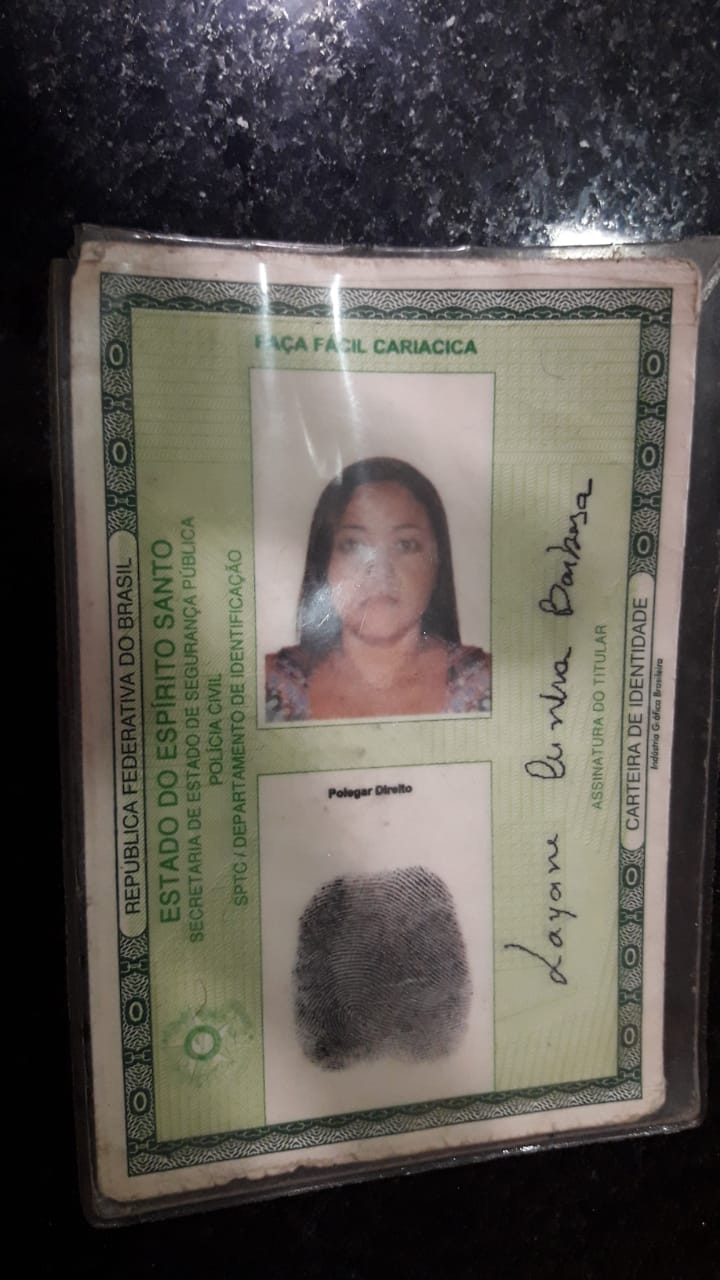 REPÚBLICA FEDERATIVA DO BRASIL
ESTADO DO ESPÍRITO SANTO
SECRETARIA DE ESTADO DE SEGURANÇA PÚBLICA
POLÍCIA CIVIL
SPTC / DEPARTAMENTO DE IDENTIFICAÇÃO
FAÇA FÁCIL CARIACICA
Polegar Direito
Layane Barbosa
ASSINATURA DO TITULAR
CARTEIRA DE IDENTIDADE
Indústria Gráfica Brasileira